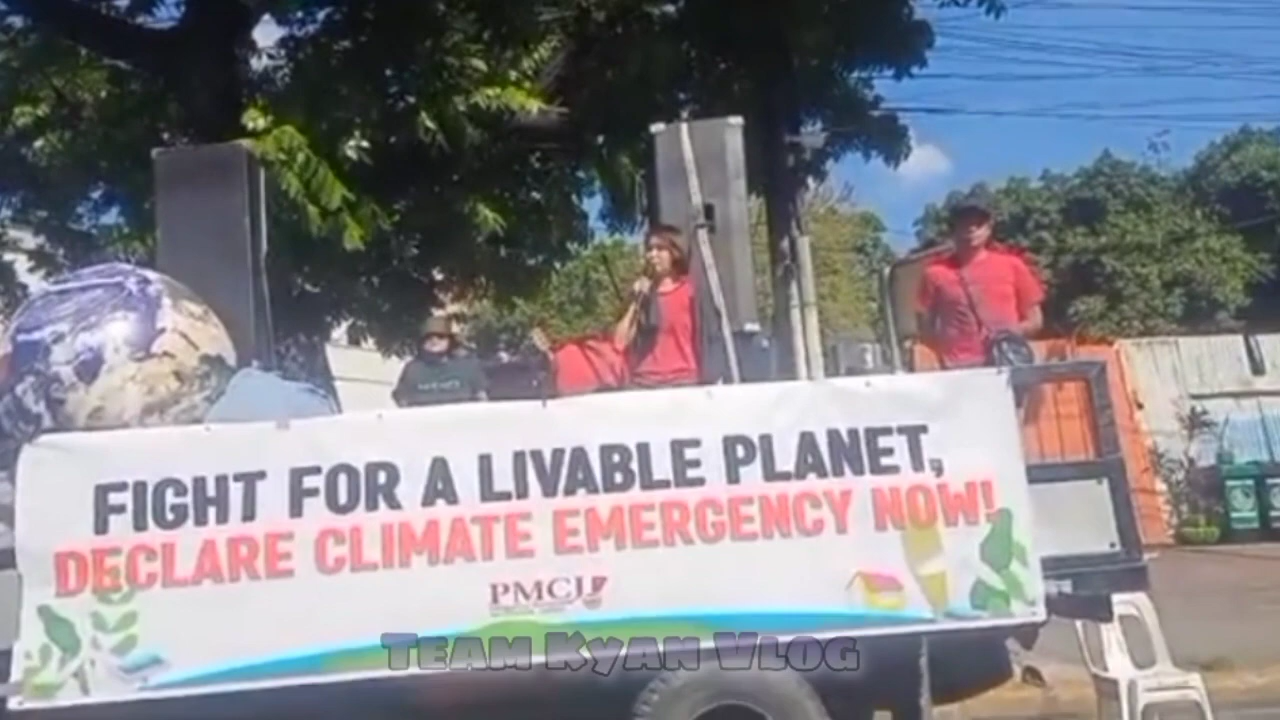 FIGHT FOR A LIVABLE PLANET,
DECLARE CLIMATE EMERGENCY NOW!
PMCJ
Team Kyan Vlog